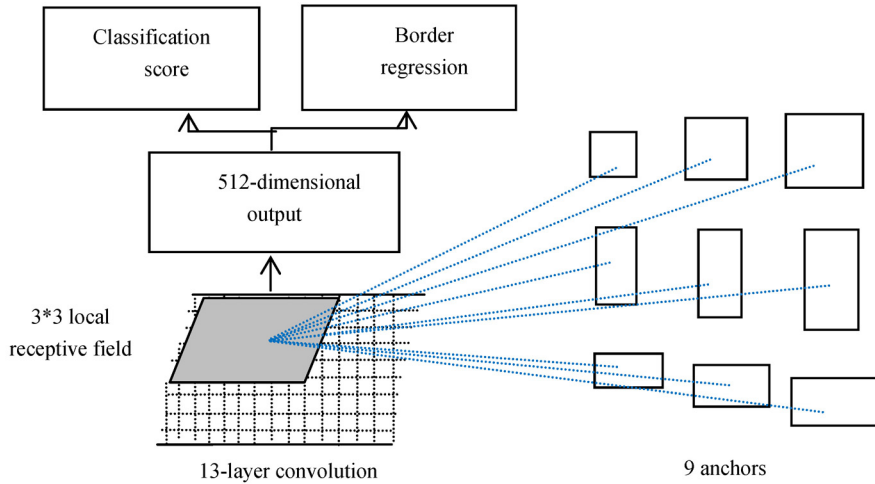 Classification
score
Border
regression
512-dimensional
output
3*3 local
receptive field
13-layer convolution
9 anchors